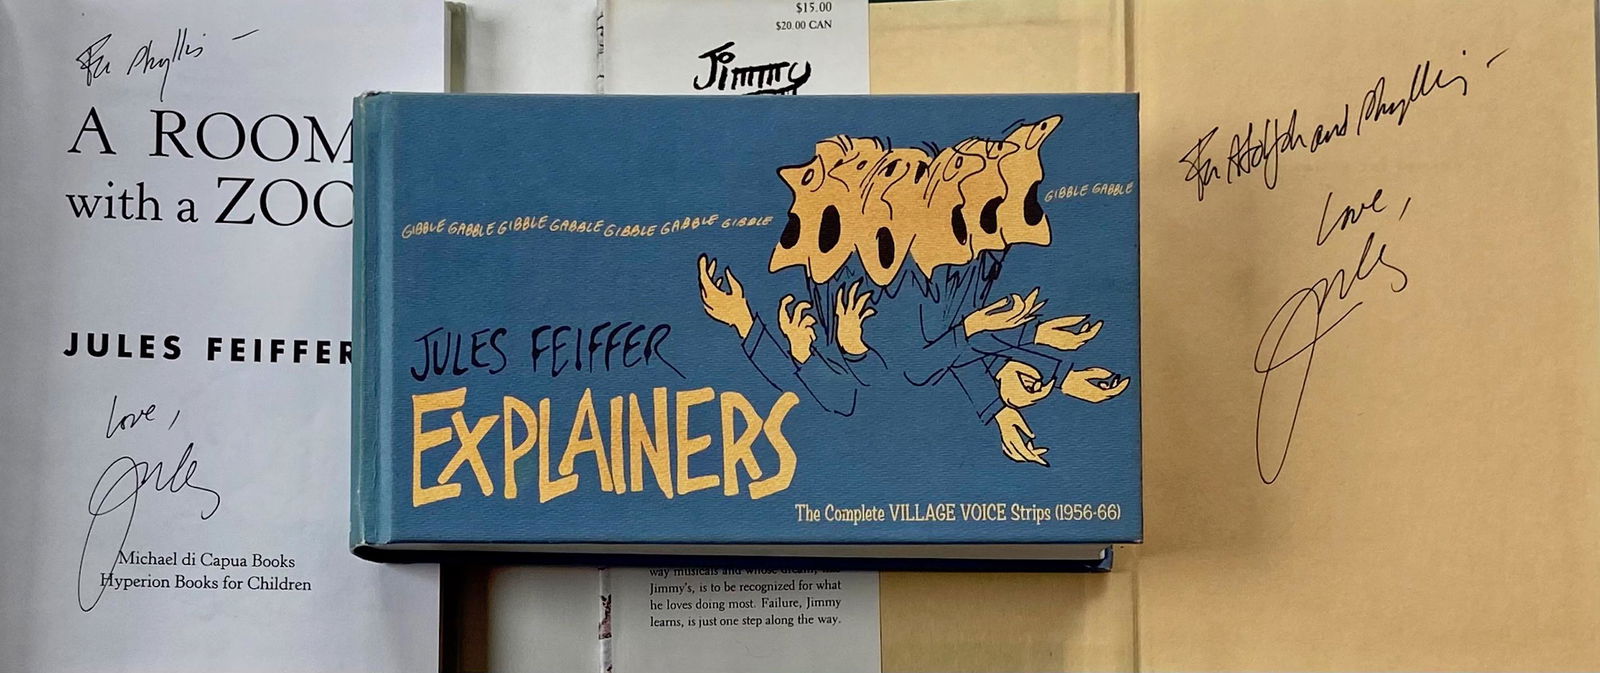 For Phyllis –
A ROOM
with a ZOO
JULES FEIFFER
Love,
Jules
Michael di Capua Books
Hyperion Books for Children
$15.00
$20.00 CAN
Jimmy
GIBBLE GABBLE GIBBLE GABBLE GIBBLE GABBLE GIBBLE
GIBBLE GABBLE
JULES FEIFFER
EXPLAINERS
The Complete VILLAGE VOICE Strips (1956-66)
way musicals and whose dream,
Jimmy's, is to be recognized for what
he loves doing most. Failure, Jimmy
learns, is just one step along the way.
For Adolph and Phyllis –
Love,
Jules